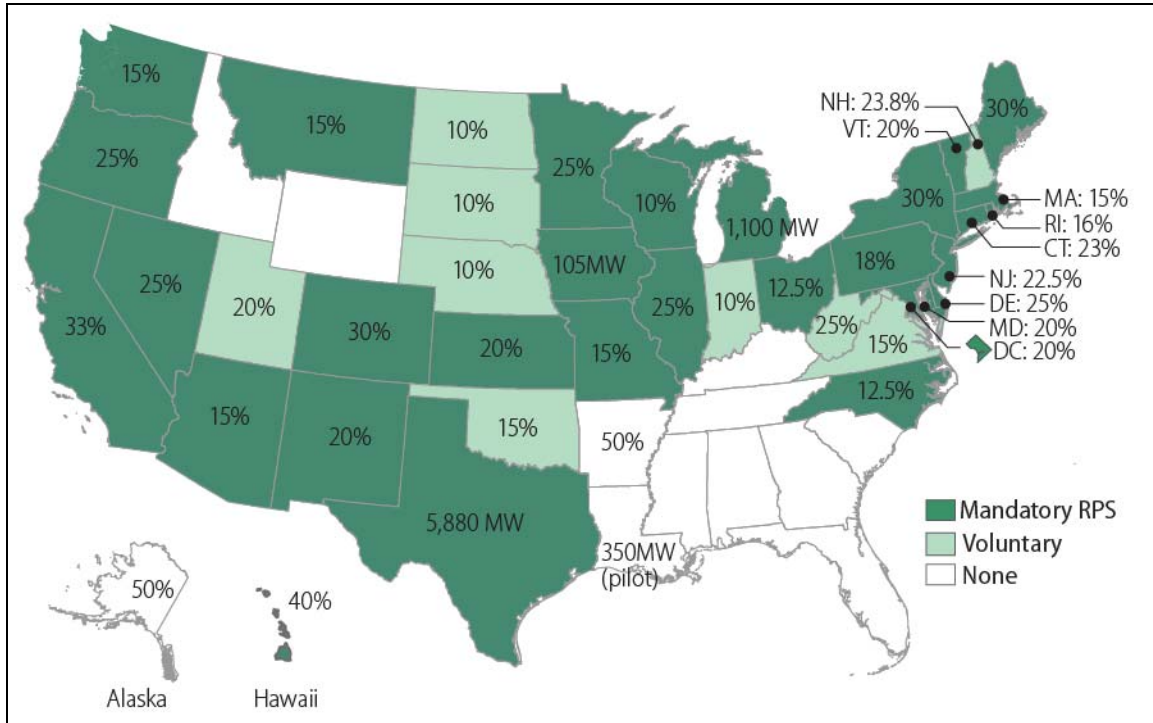 15%
15%
10%
25%
NH: 23.8%
VT: 20%
30%
25%
10%
10%
1,100 MW
30%
MA: 15%
RI: 16%
CT: 23%
33%
25%
20%
30%
10%
105MW
25%
10%
12.5%
18%
NJ: 22.5%
DE: 25%
MD: 20%
DC: 20%
20%
15%
25%
15%
15%
20%
15%
50%
12.5%
5,880 MW
350MW
(pilot)
Mandatory RPS
Voluntary
None
50%
40%
Alaska
Hawaii